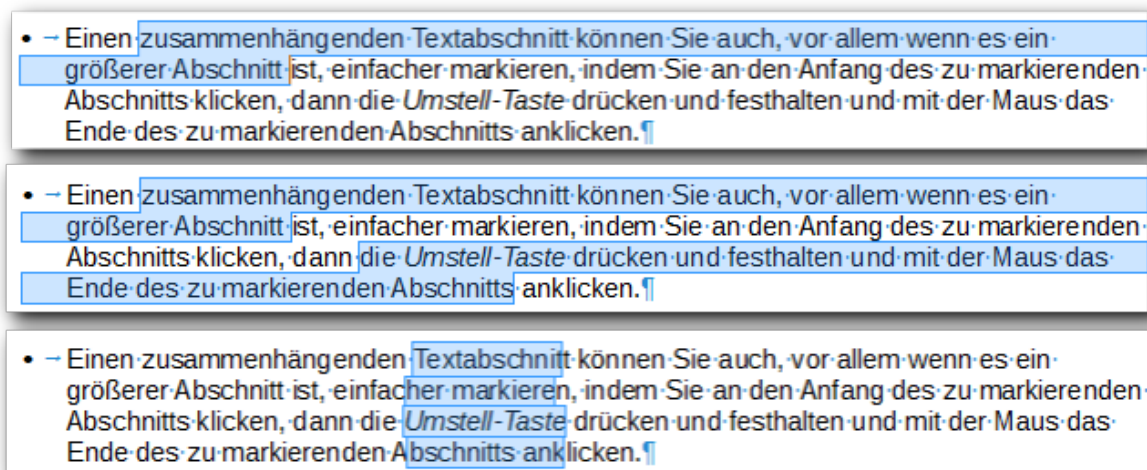 • → Einen zusammenhängenden Textabschnitt können Sie auch, vor allem wenn es ein
größerer Abschnitt ist, einfacher markieren, indem Sie an den Anfang des zu markierenden
Abschnitts klicken, dann die Umstell-Taste drücken und festhalten und mit der Maus das
Ende des zu markierenden Abschnitts anklicken.¶
• → Einen zusammenhängenden Textabschnitt können Sie auch, vor allem wenn es ein
größerer Abschnitt ist, einfacher markieren, indem Sie an den Anfang des zu markierenden
Abschnitts klicken, dann die Umstell-Taste drücken und festhalten und mit der Maus das
Ende des zu markierenden Abschnitts anklicken.¶
• → Einen zusammenhängenden Textabschnitt können Sie auch, vor allem wenn es ein
größerer Abschnitt ist, einfacher markieren, indem Sie an den Anfang des zu markierenden
Abschnitts klicken, dann die Umstell-Taste drücken und festhalten und mit der Maus das
Ende des zu markierenden Abschnitts anklicken.¶